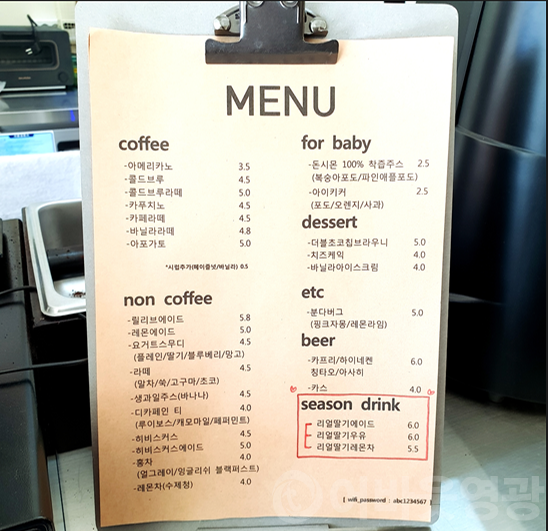 MENU
coffee
-아메리카노 3.5
-콜드브루 4.5
-콜드브루라떼 5.0
-카푸치노 4.5
-카페라떼 4.5
-바닐라라떼 4.8
-아포가토 5.0
*시럽추가(헤이즐넛/바닐라) 0.5
non coffee
-릴리브에이드 5.8
-레몬에이드 5.0
-요거트스무디 4.5
(플레인/딸기/블루베리/망고)
-라떼 4.5
(말차/쑥/고구마/초코)
-생과일주스(바나나) 4.5
-디카페인 티 4.0
(루이보스/캐모마일/페퍼민트)
-히비스커스 4.5
-히비스커스에이드 5.0
-홍차 4.0
(얼그레이/잉글리쉬 블랙퍼스트)
-레몬차(수제청) 4.0
for baby
-돈시몬 100% 착즙주스 2.5
(복숭아포도/파인애플포도)
-아이키커 2.5
(포도/오렌지/사과)
dessert
-더블초코칩브라우니 5.0
-치즈케익 4.0
-바닐라아이스크림 4.0
etc
-분다버그 5.0
(핑크자몽/레몬라임)
beer
-카프리/하이네켄 6.0
칭타오/아사히
-카스 4.0
season drink
리얼딸기에이드 6.0
리얼딸기우유 6.0
리얼딸기레몬차 5.5
[ wifi_password : abc1234567 ]